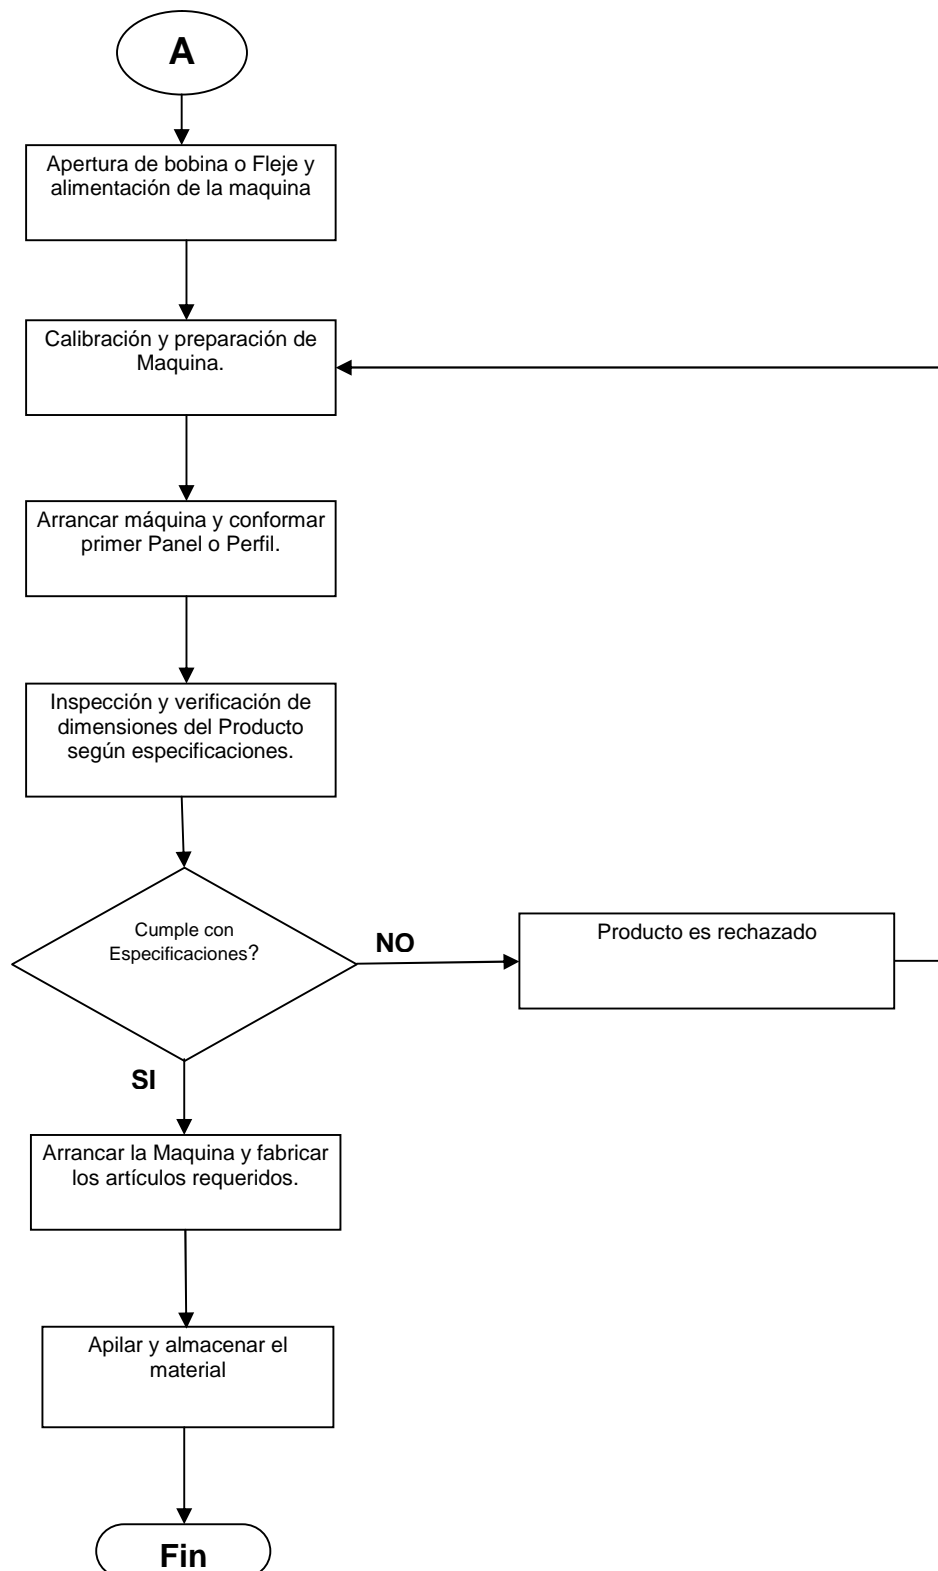 A
Apertura de bobina o Fleje y
alimentación de la maquina
Calibración y preparación de
Maquina.
Arrancar máquina y conformar
primer Panel o Perfil.
Inspección y verificación de
dimensiones del Producto
según especificaciones.
Cumple con
Especificaciones?
NO
Producto es rechazado
SI
Arrancar la Maquina y fabricar
los artículos requeridos.
Apilar y almacenar el
material
Fin